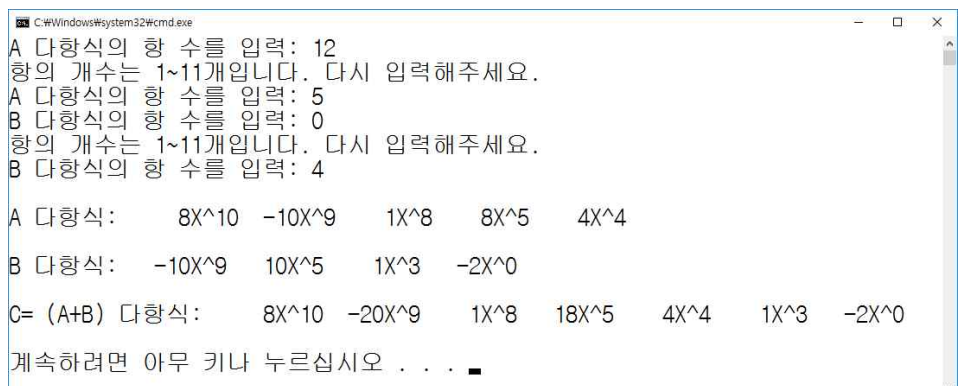 C:₩Windows₩system32₩cmd.exe
A 다항식의 항 수를 입력: 12
항의 개수는 1~11개입니다. 다시 입력해주세요.
A 다항식의 항 수를 입력: 5
B 다항식의 항 수를 입력: 0
항의 개수는 1~11개입니다. 다시 입력해주세요.
B 다항식의 항 수를 입력: 4
A 다항식: 8X^10 -10X^9 1X^8 8X^5 4X^4
B 다항식: -10X^9 10X^5 1X^3 -2X^0
C= (A+B) 다항식: 8X^10 -20X^9 1X^8 18X^5 4X^4 1X^3 -2X^0
계속하려면 아무 키나 누르십시오 . . .